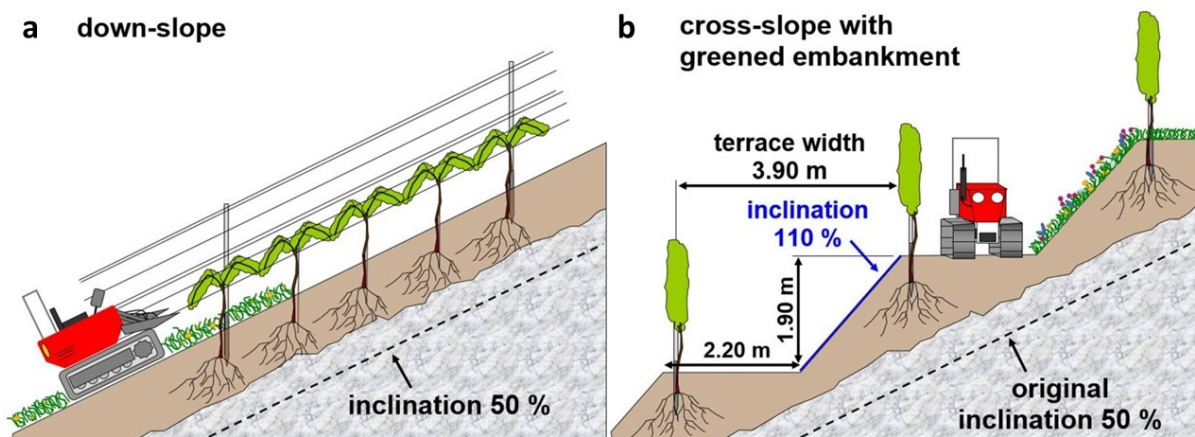 a down-slope
inclination 50 %
b cross-slope with
greened embankment
terrace width
3.90 m
inclination
110 %
1.90 m
2.20 m
original
inclination 50 %